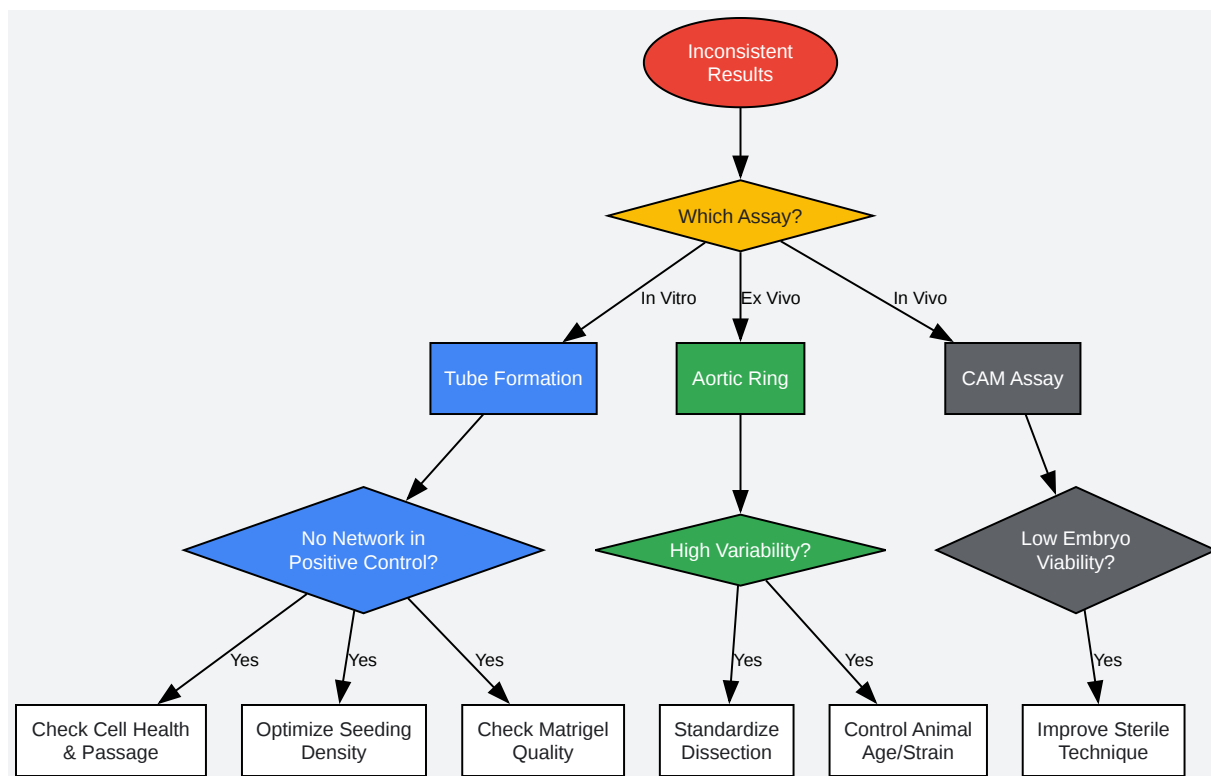 Inconsistent
Results
Which Assay?
In Vitro
Ex Vivo
In Vivo
Tube Formation
Aortic Ring
CAM Assay
No Network in
Positive Control?
High Variability?
Low Embryo
Viability?
Yes
Yes
Yes
Yes
Yes
Yes
Check Cell Health
& Passage
Optimize Seeding
Density
Check Matrigel
Quality
Standardize
Dissection
Control Animal
Age/Strain
Improve Sterile
Technique